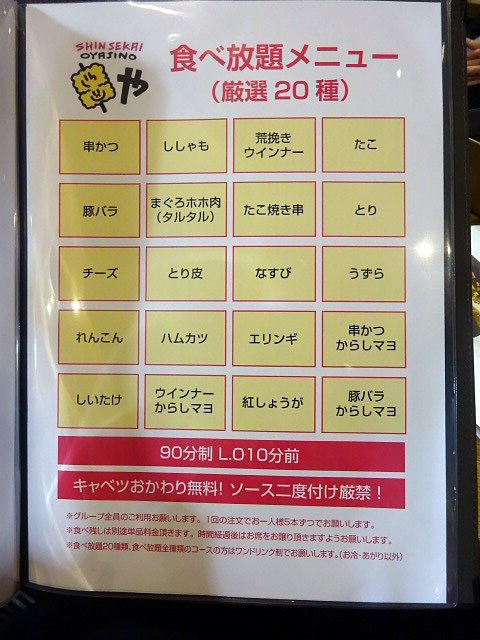 SHIN SEKAI
OYAJINO
や
食べ放題メニュー
(厳選20種)
串かつ
ししゃも
荒挽き
ウインナー
たこ
豚バラ
まぐろホホ肉
(タルタル)
たこ焼き串
とり
チーズ
とり皮
なすび
うずら
れんこん
ハムカツ
エリンギ
串かつ
からしマヨ
しいたけ
ウインナー
からしマヨ
紅しょうが
豚バラ
からしマヨ
90分制 L.O10分前
キャベツおかわり無料! ソース二度付け厳禁!
※グループ全員のご利用お願いします。1回の注文でお一人様5本ずつでお願します。
※食べ残しは別途単品料金頂きます。時間経過後はお席をお譲り頂きますようお願いします。
※食べ放題20種類、食べ放題全種類のコースの方はワンドリンク制でお願いします。(お冷・あがり以外)